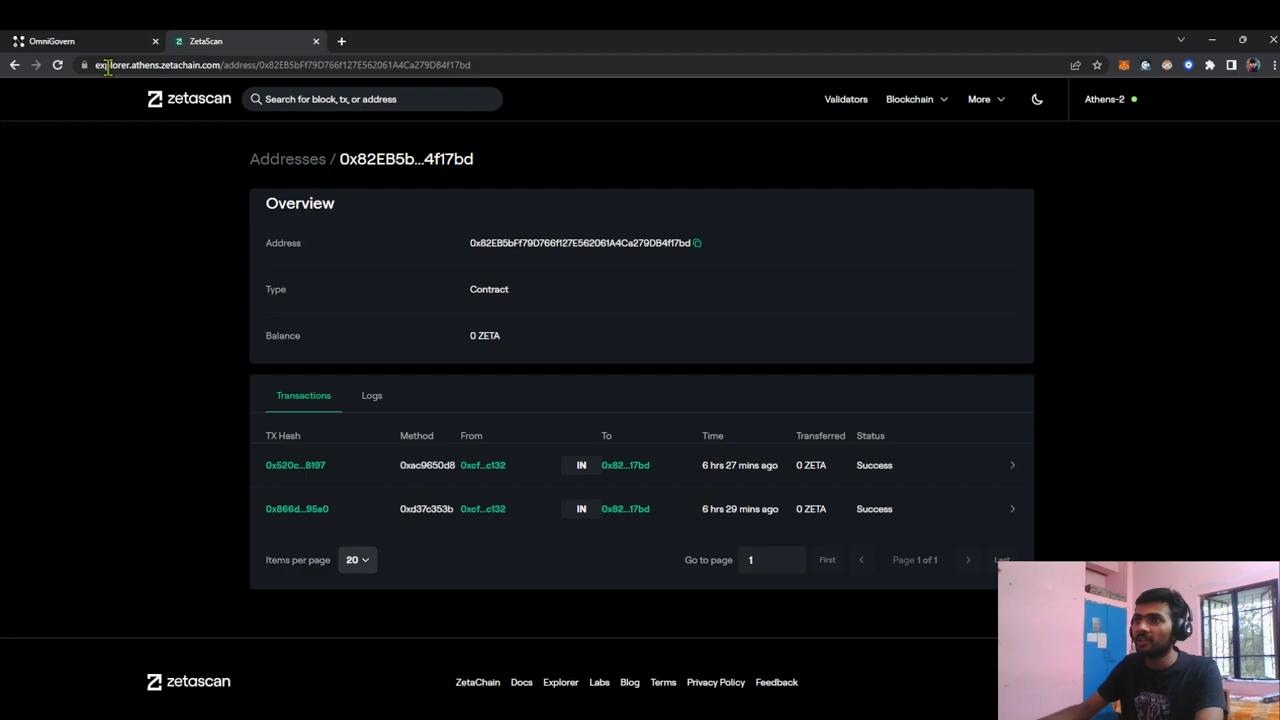 OmniGovern
ZetaScan
explorer.athens.zetachain.com/address/0x82EB5bFf79D766f127E562061A4Ca279DB4f17bd
zetascan
Search for block, tx, or address
Validators
Blockchain
More
Athens-2
Addresses / 0x82EB5b...4f17bd
Overview
Address
0x82EB5bFf79D766f127E562061A4Ca279DB4f17bd
Type
Contract
Balance
0 ZETA
Transactions
Logs
TX Hash Method From To Time Transferred Status
0x520c...8197 0xac9650d8 0xcf...c132 IN 0x82...17bd 6 hrs 27 mins ago 0 ZETA Success
0x866d...95a0 0xd37c353b 0xcf...c132 IN 0x82...17bd 6 hrs 29 mins ago 0 ZETA Success
Items per page 20
Go to page 1 First Page 1 of 1 Last
zetascan
ZetaChain Docs Explorer Labs Blog Terms Privacy Policy Feedback